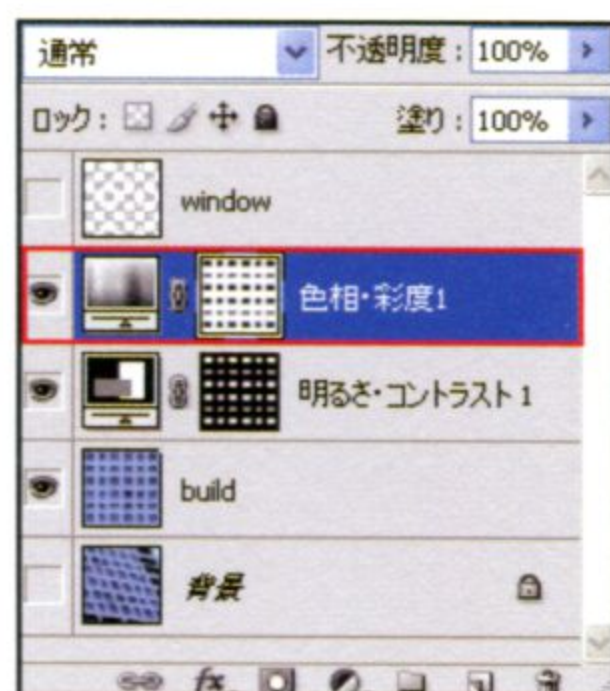 通常 不透明度：100%
ロック： 塗り：100%
window
色相・彩度1
明るさ・コントラスト 1
build
背景
fx